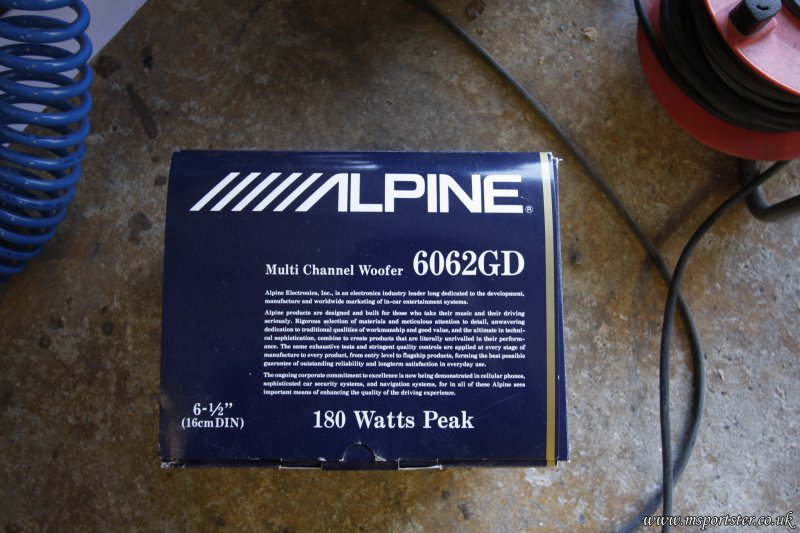 ALPINE®
Multi Channel Woofer 6062GD
Alpine Electronics, Inc., is an electronics industry leader long dedicated to the development,
manufacture and worldwide marketing of in-car entertainment systems.
Alpine products are designed and built for those who take their music and their driving
seriously. Rigorous selection of materials and meticulous attention to detail, unwavering
dedication to traditional qualities of workmanship and good value, and the ultimate in techni-
cal sophistication, combine to create products that are literally unrivalled in their perform-
ance. The same exhaustive tests and stringent quality controls are applied at every stage of
manufacture to every product, from entry level to flagship products, forming the best possible
guarantee of outstanding reliability and longterm satisfaction in everyday use.
The ongoing corporate commitment to excellence is now being demonstrated in cellular phones,
sophisticated car security systems, and navigation systems, for in all of these Alpine sees
important means of enhancing the quality of the driving experience.
6-½"
(16cm DIN)
180 Watts Peak
www.msportster.co.uk